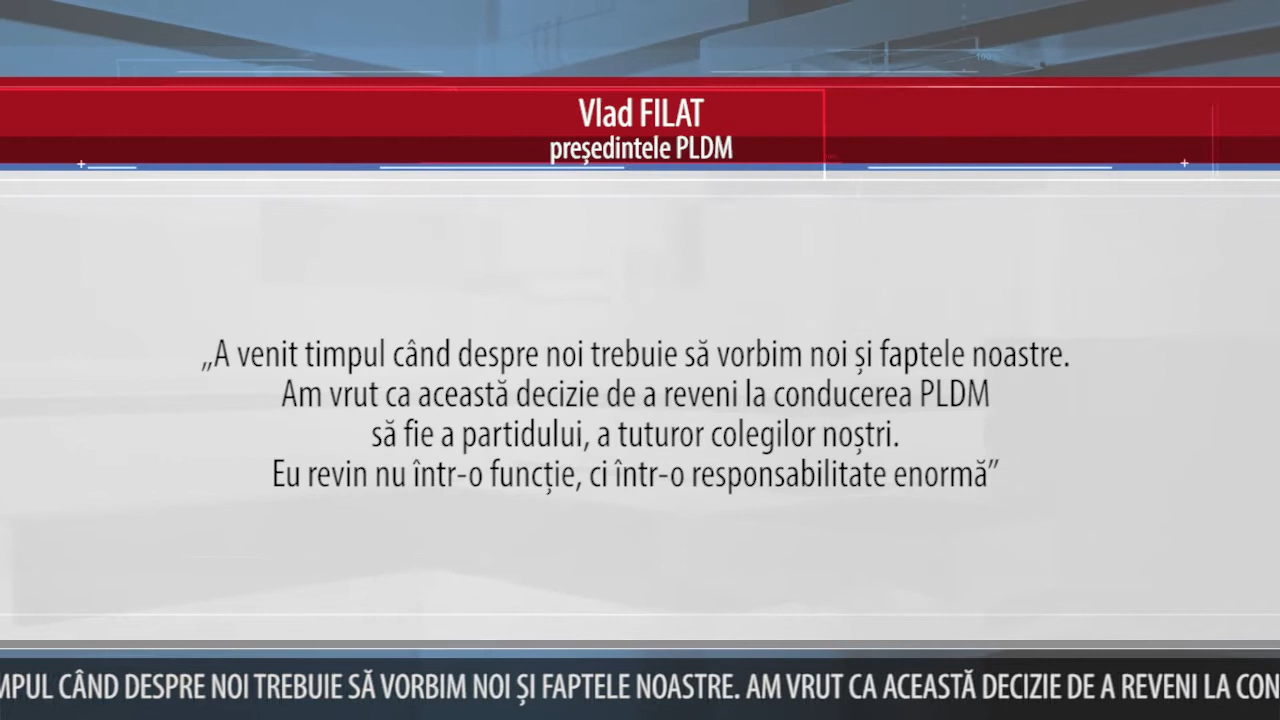 Vlad FILAT
președintele PLDM
„A venit timpul când despre noi trebuie să vorbim noi și faptele noastre.
Am vrut ca această decizie de a reveni la conducerea PLDM
să fie a partidului, a tuturor colegilor noștri.
Eu revin nu într-o funcție, ci într-o responsabilitate enormă”
MPUL CÂND DESPRE NOI TREBUIE SĂ VORBIM NOI ȘI FAPTELE NOASTRE. AM VRUT CA ACEASTĂ DECIZIE DE A REVENI LA CON